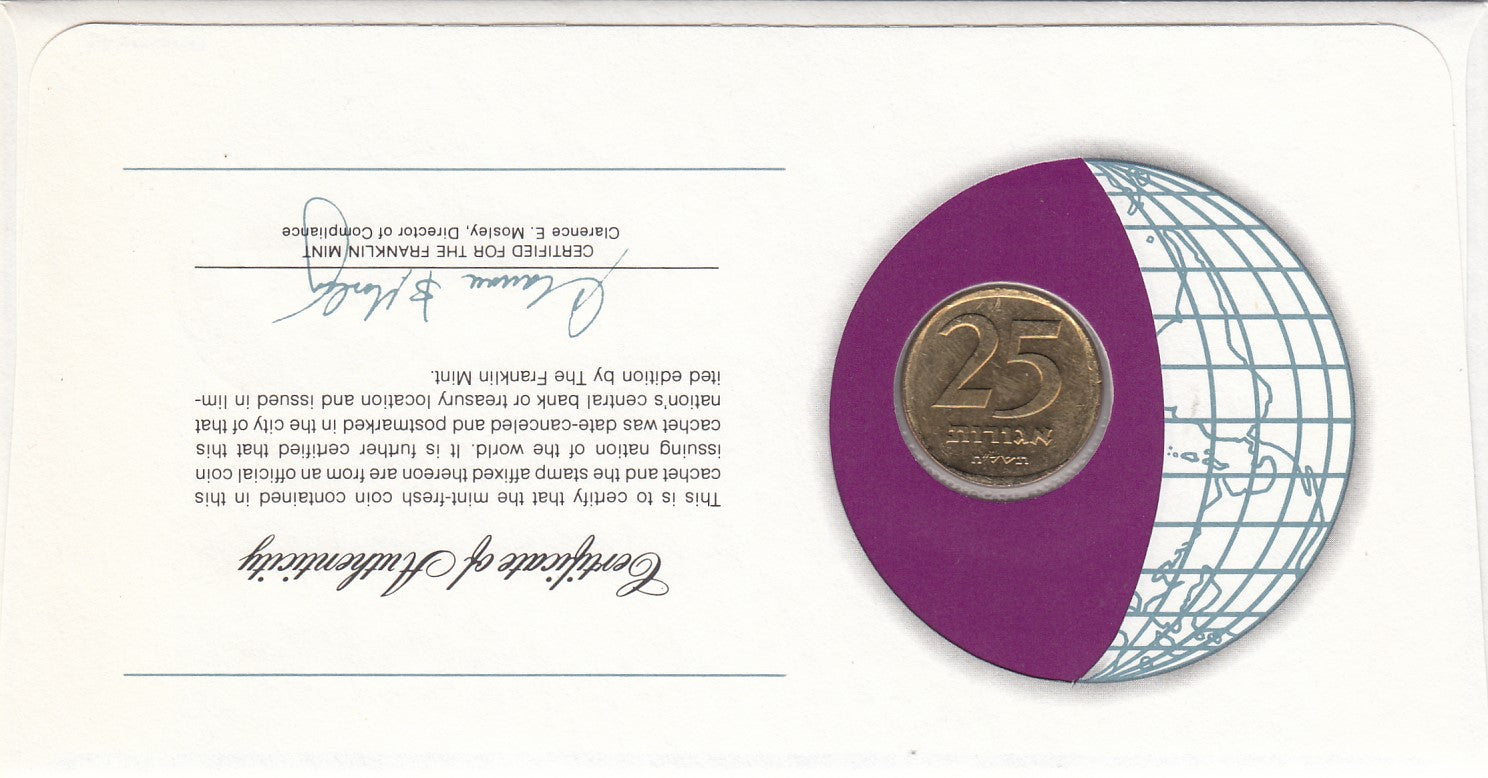 Certificate of Authenticity
This is to certify that the mint-fresh coin contained in this
cachet and the stamp affixed thereon are from an official coin
issuing nation of the world. It is further certified that this
cachet was date-canceled and postmarked in the city of that
nation's central bank or treasury location and issued in lim-
ited edition by The Franklin Mint.
Clarence E Mosley
CERTIFIED FOR THE FRANKLIN MINT
Clarence E. Mosley, Director of Compliance
25
אגורות